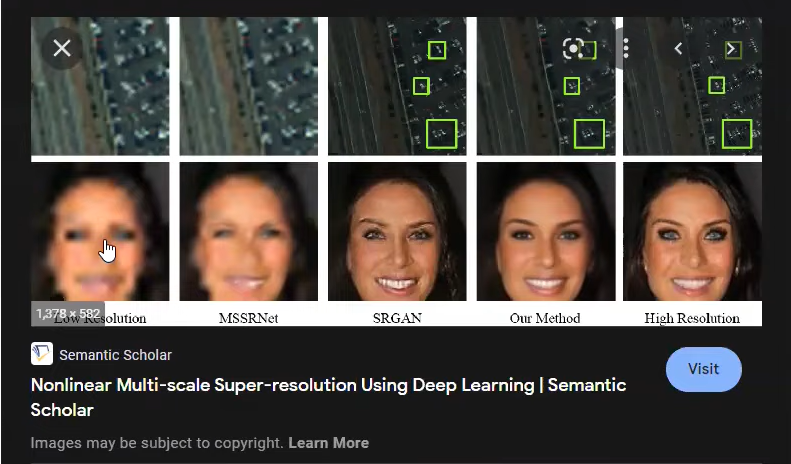 1,378 × 582
Low Resolution
MSSRNet
SRGAN
Our Method
High Resolution
Semantic Scholar
Visit
Nonlinear Multi-scale Super-resolution Using Deep Learning | Semantic
Scholar
Images may be subject to copyright. Learn More